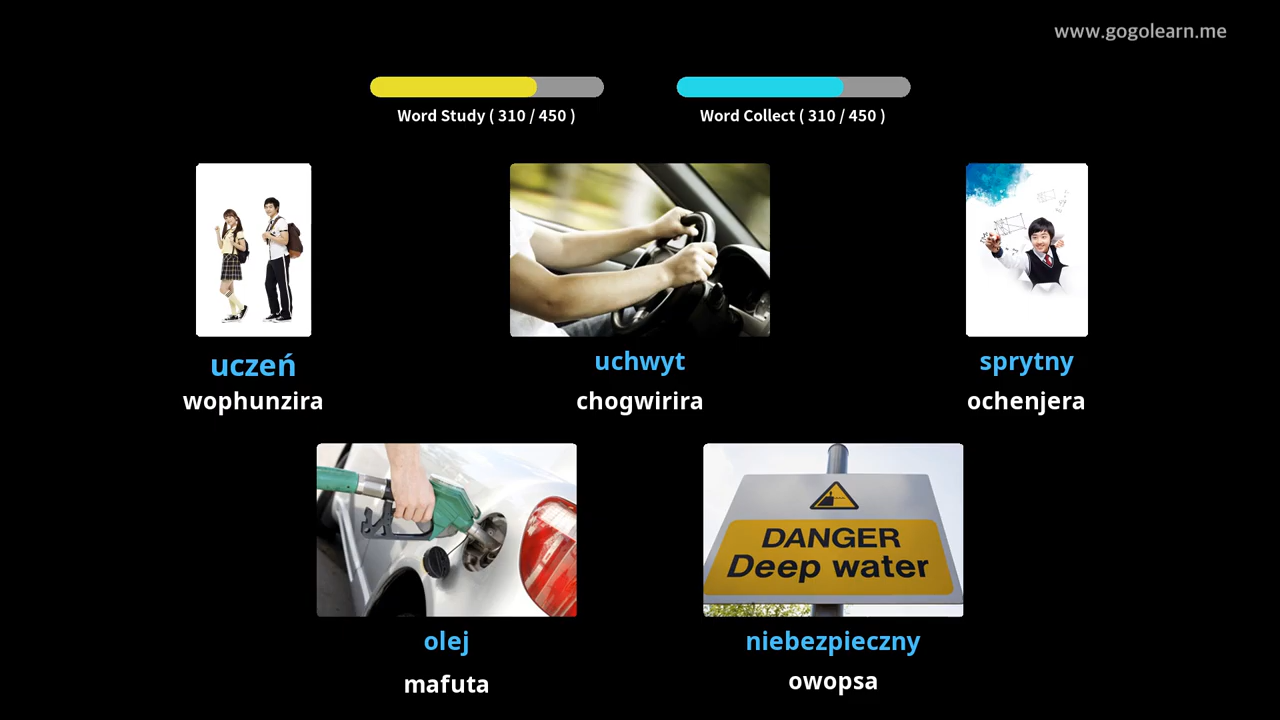 www.gogolearn.me
Word Study ( 310 / 450 )
Word Collect ( 310 / 450 )
uczeń
wophunzira
uchwyt
chogwirira
sprytny
ochenjera
DANGER
Deep water
olej
mafuta
niebezpieczny
owopsa